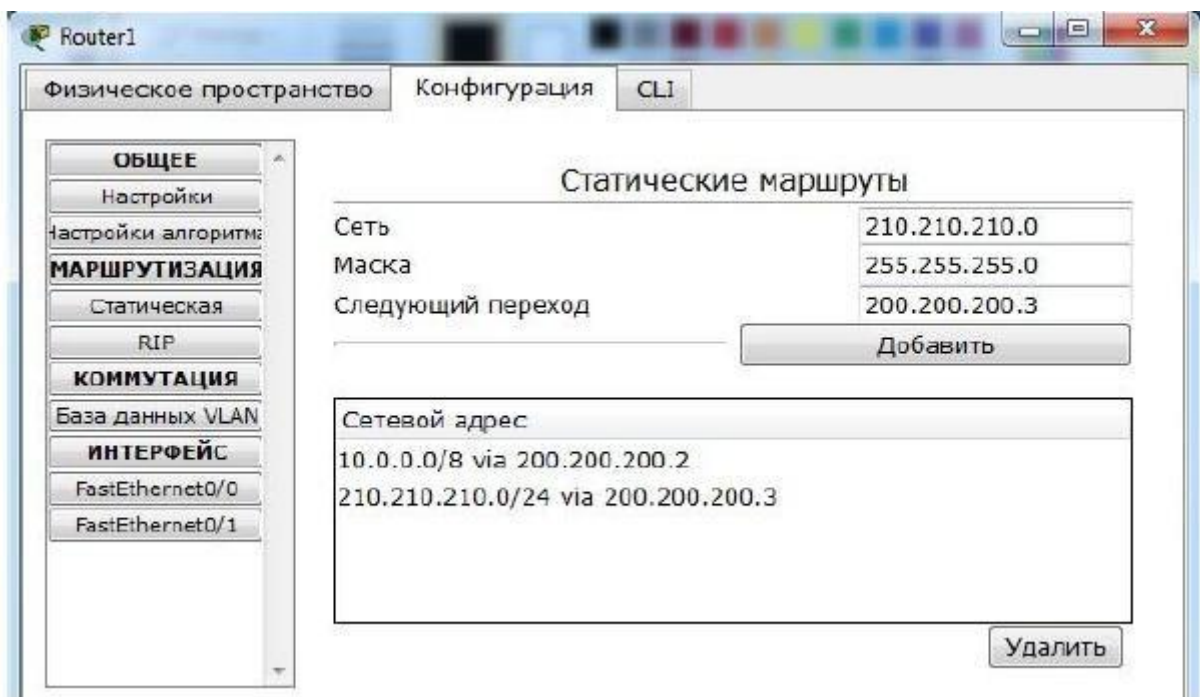 Router1
Физическое пространство
Конфигурация
CLI
ОБЩЕЕ
Настройки
Настройки алгоритма
МАРШРУТИЗАЦИЯ
Статическая
RIP
КОММУТАЦИЯ
База данных VLAN
ИНТЕРФЕЙС
FastEthernet0/0
FastEthernet0/1
Статические маршруты
Сеть 210.210.210.0
Маска 255.255.255.0
Следующий переход 200.200.200.3
Добавить
Сетевой адрес
10.0.0.0/8 via 200.200.200.2
210.210.210.0/24 via 200.200.200.3
Удалить